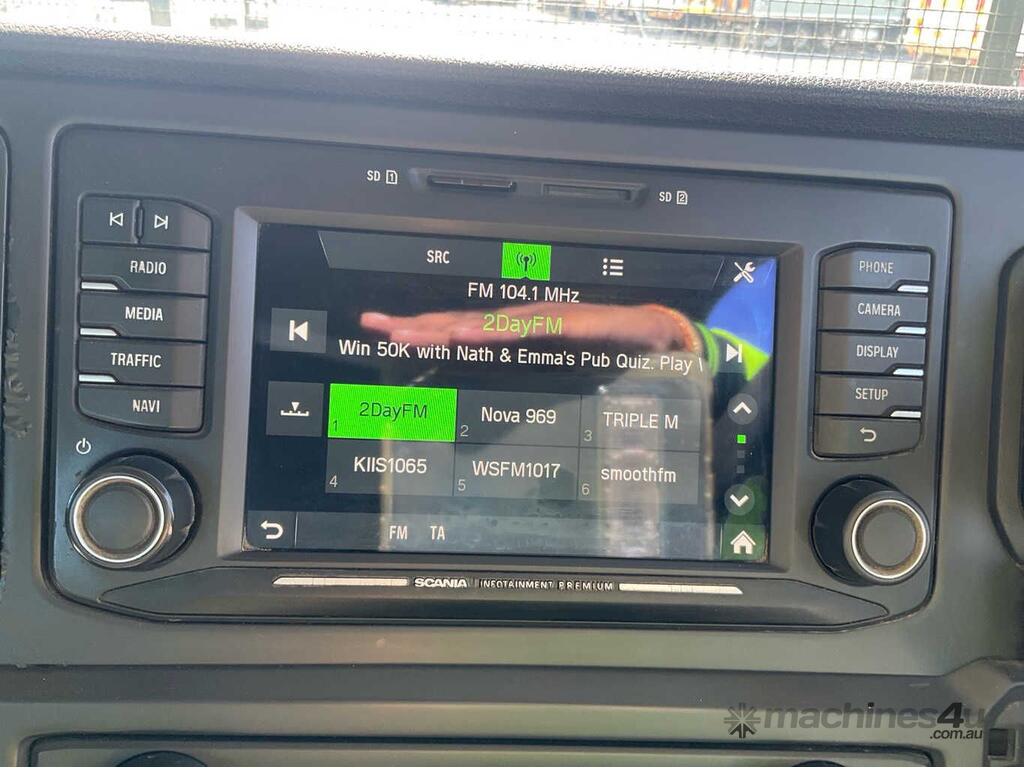 SD 1
SD 2
RADIO
MEDIA
TRAFFIC
NAVI
SRC
FM 104.1 MHz
2DayFM
Win 50K with Nath & Emma's Pub Quiz. Play
1 2DayFM
2 Nova 969
3 TRIPLE M
4 KIIS1065
5 WSFM1017
6 smoothfm
FM TA
PHONE
CAMERA
DISPLAY
SETUP
SCANIA INFOTAINMENT PREMIUM
machines4u
.com.au